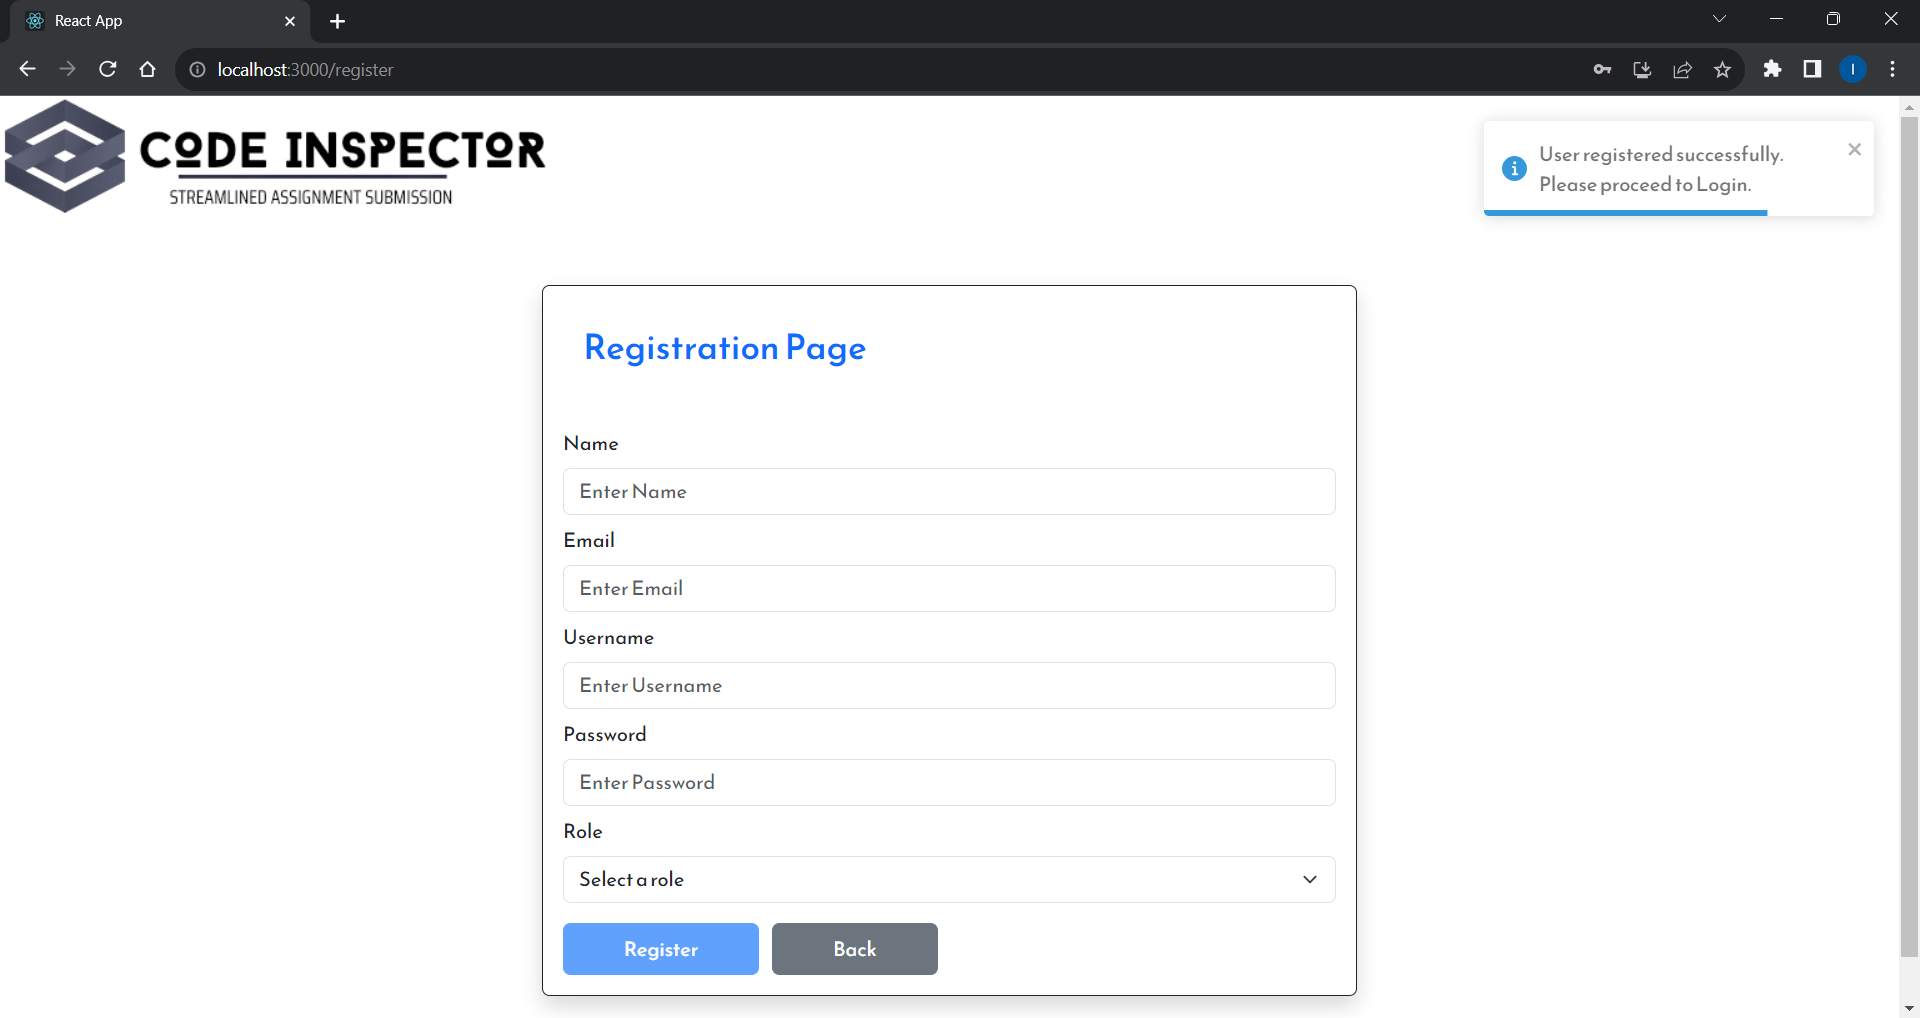 React App
localhost:3000/register
I
CODE INSPECTOR
STREAMLINED ASSIGNMENT SUBMISSION
User registered successfully.
Please proceed to Login.
Registration Page
Name
Enter Name
Email
Enter Email
Username
Enter Username
Password
Enter Password
Role
Select a role
Register
Back